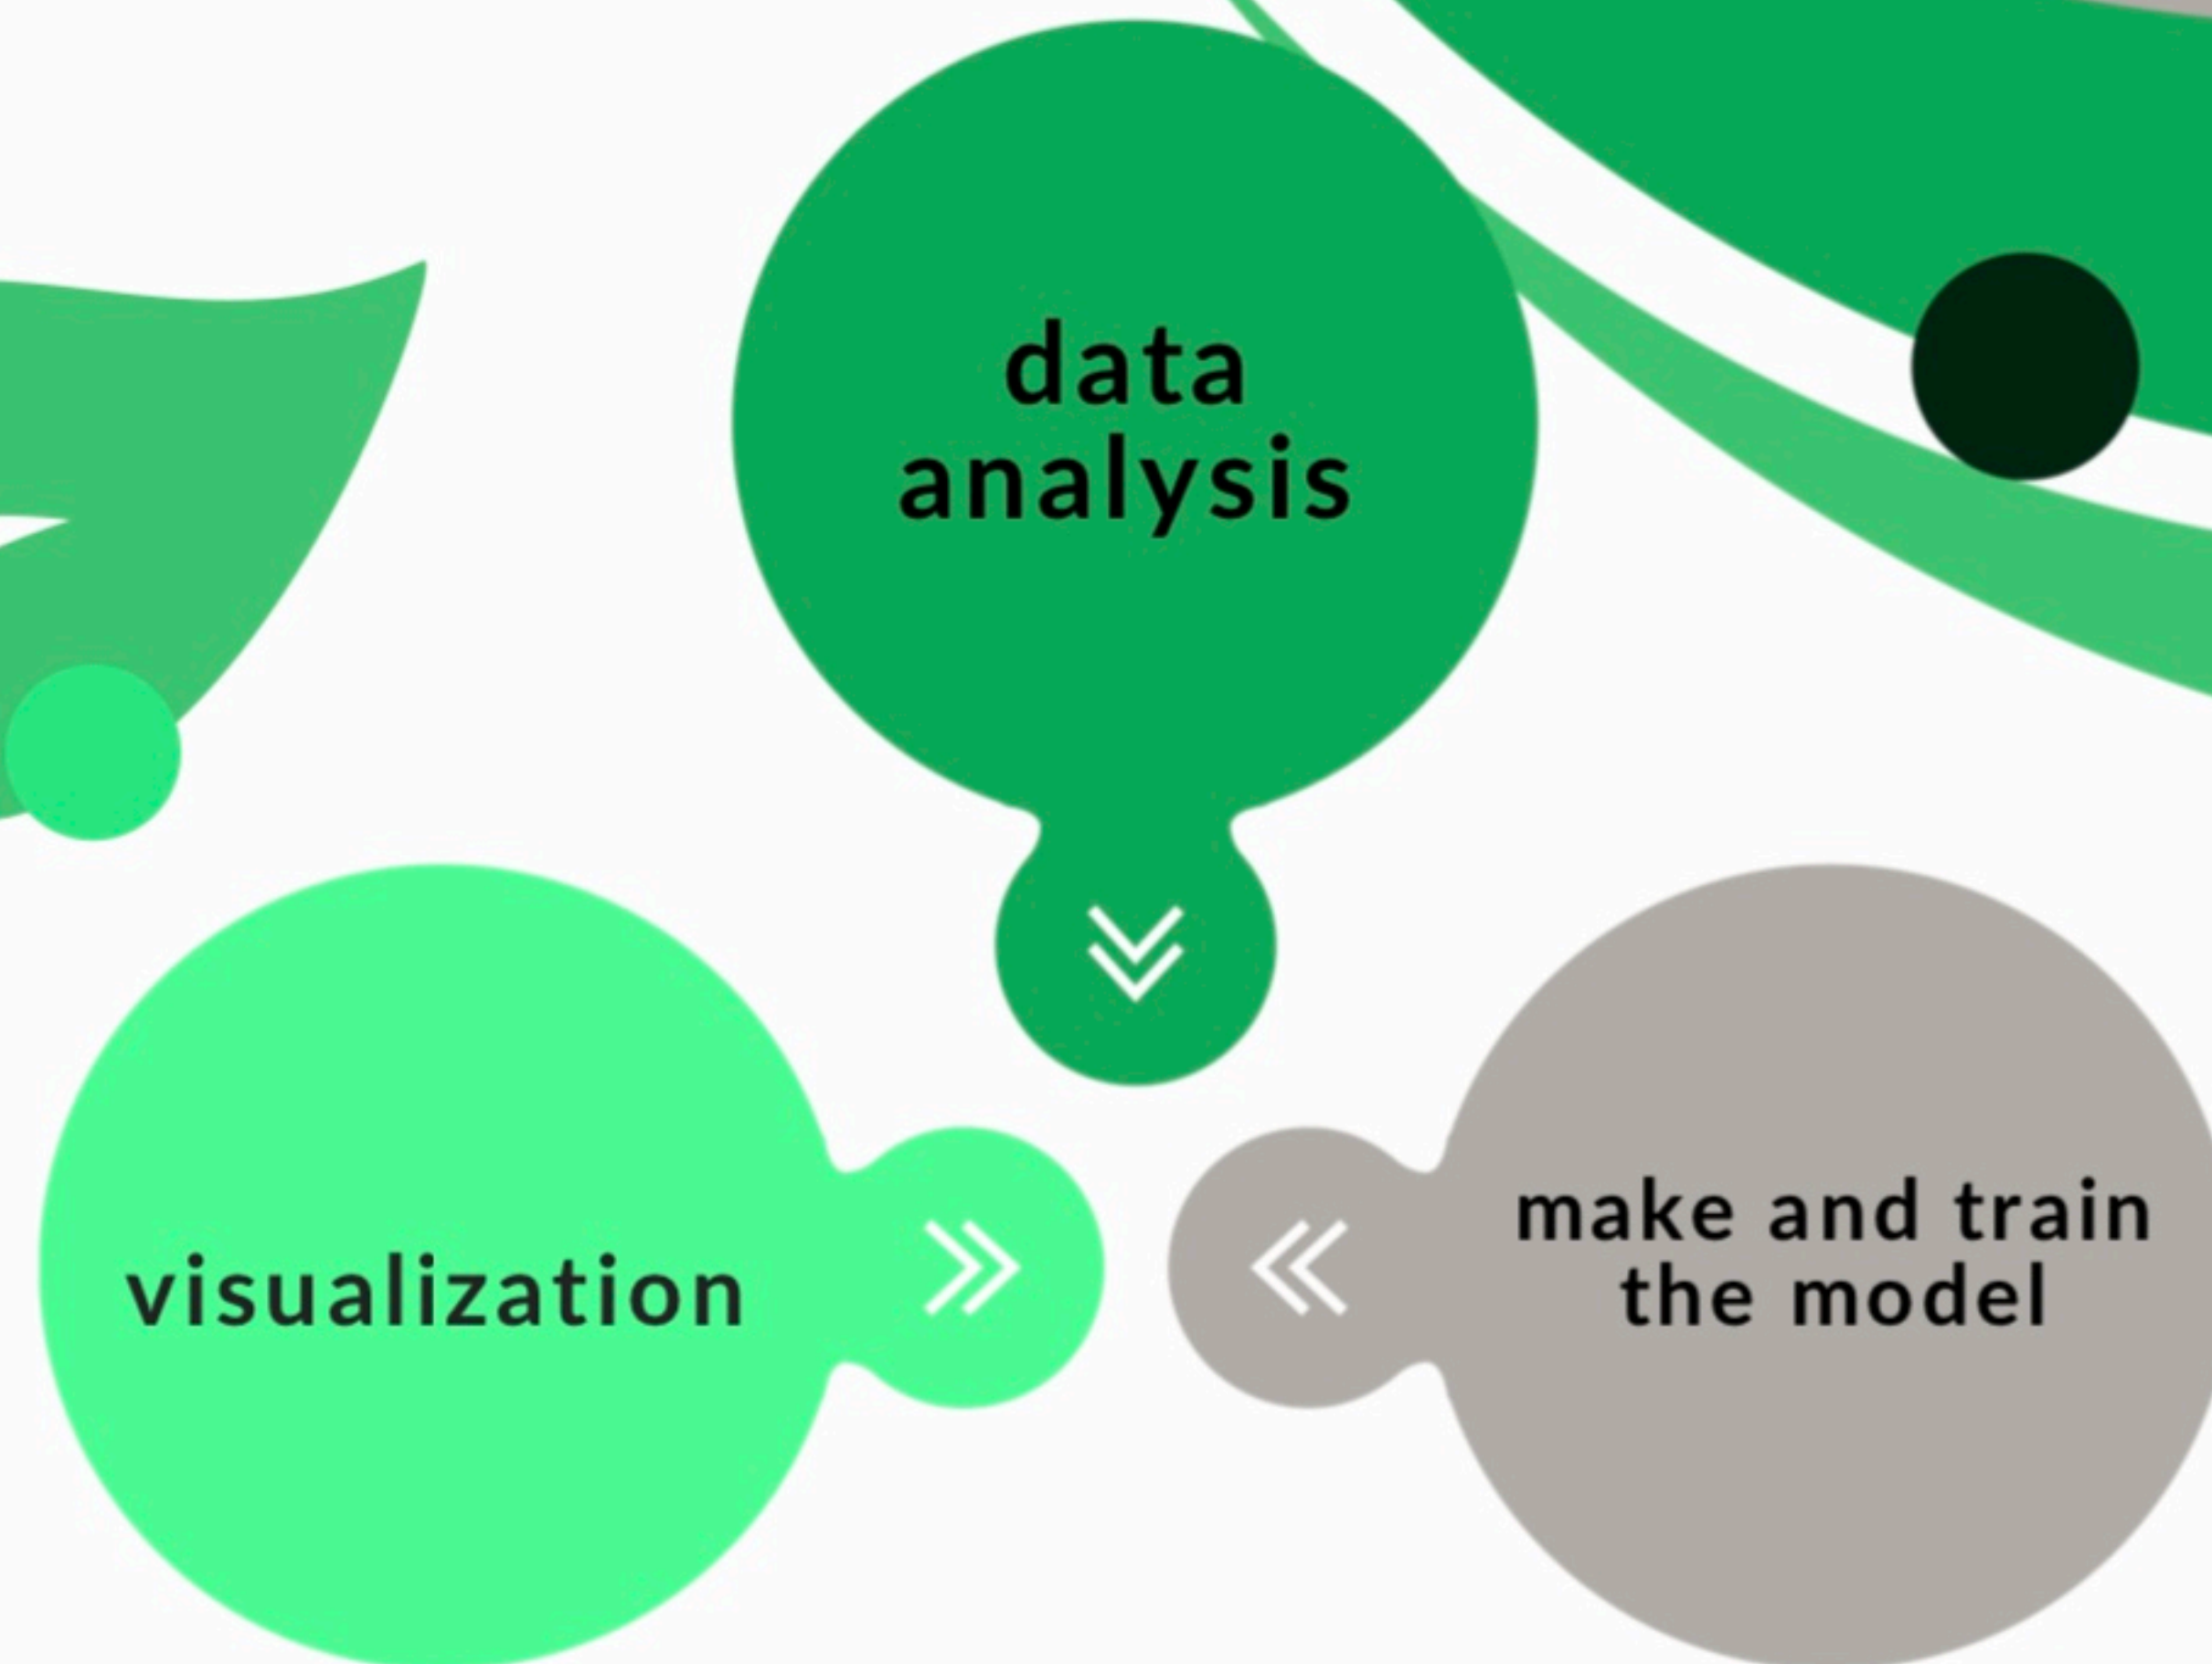 data
analysis
visualization
make and train
the model